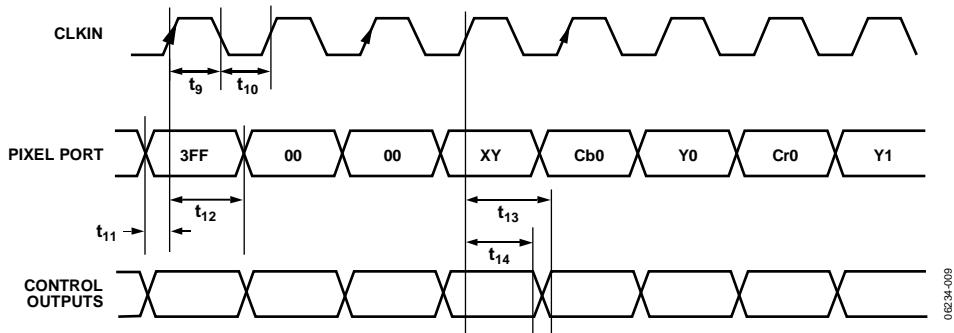 CLKIN
t9
t10
PIXEL PORT
3FF
00
00
XY
Cb0
Y0
Cr0
Y1
t12
t13
t11
t14
CONTROL
OUTPUTS
06234-009